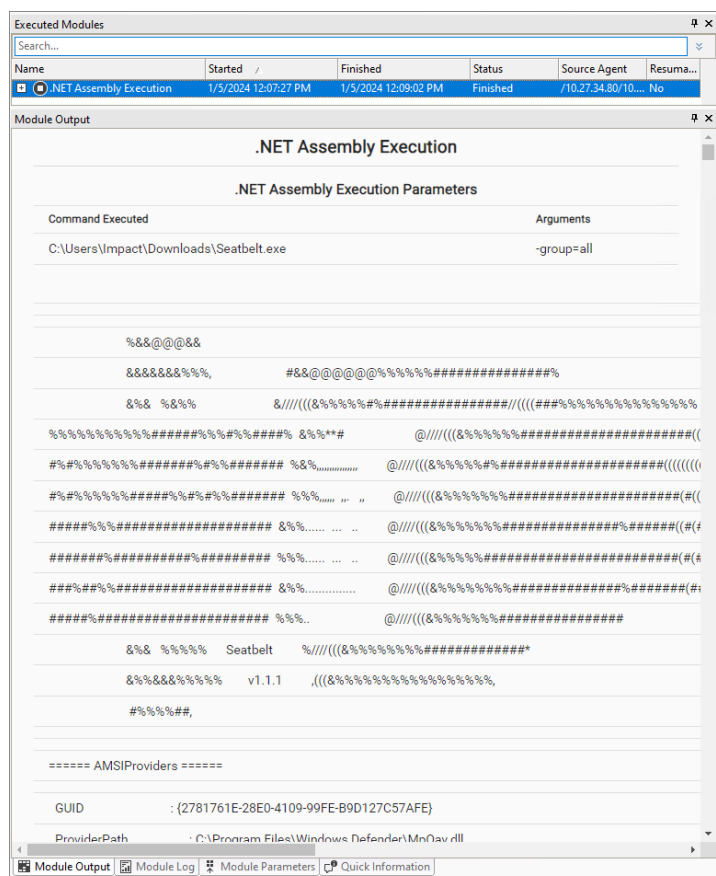 Executed Modules
Search...
Name Started / Finished Status Source Agent Resuma...
.NET Assembly Execution 1/5/2024 12:07:27 PM 1/5/2024 12:09:02 PM Finished /10.27.34.80/10.... No
Module Output
.NET Assembly Execution
.NET Assembly Execution Parameters
Command Executed Arguments
C:\Users\Impact\Downloads\Seatbelt.exe -group=all
%&&@@@&&
&&&&&&&%%%, #&&@@@@@@%%%%%%###############%
&%& %&%% &////(((&%%%%%#%################//((((###%%%%%%%%%%%%%%%
%%%%%%%%%%%######%%%#%%####% &%%**# @////(((&%%%%%%######################((
#%#%%%%%%%#######%#%%####### %&%,,,,,,,,,,,,,,,, @////(((&%%%%%#%#####################((((((((
#%#%%%%%%#####%%#%#%%####### %%%,,,,,, ,,. ,, @////(((&%%%%%%%######################(#((
#####%%%#################### &%%...... ... .. @////(((&%%%%%%%###############%######((#(#
#######%##########%######### %%%...... ... .. @////(((&%%%%%#########################(#(#
###%##%%#################### &%%............... @////(((&%%%%%%%%##############%#######(##
#####%###################### %%%.. @////(((&%%%%%%%################
&%& %%%%% Seatbelt %////(((&%%%%%%%%#############*
&%%&&&%%%%% v1.1.1 ,(((&%%%%%%%%%%%%%%%%%,
#%%%%##,
====== AMSIProviders ======
GUID : {2781761E-28E0-4109-99FE-B9D127C57AFE}
ProviderPath : C:\Program Files\Windows Defender\MpOav.dll
Module Output Module Log Module Parameters Quick Information